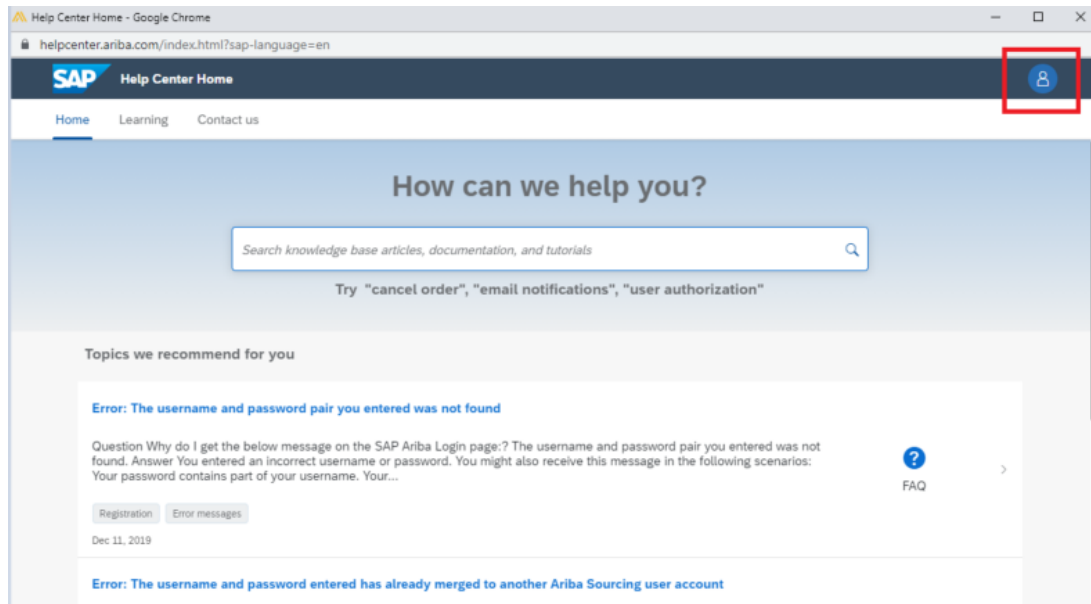 Help Center Home - Google Chrome
helpcenter.ariba.com/index.html?sap-language=en
SAP Help Center Home
Home Learning Contact us
How can we help you?
Search knowledge base articles, documentation, and tutorials
Try "cancel order", "email notifications", "user authorization"
Topics we recommend for you
Error: The username and password pair you entered was not found
Question Why do I get the below message on the SAP Ariba Login page:? The username and password pair you entered was not
found. Answer You entered an incorrect username or password. You might also receive this message in the following scenarios:
Your password contains part of your username. Your...
FAQ
Registration Error messages
Dec 11, 2019
Error: The username and password entered has already merged to another Ariba Sourcing user account